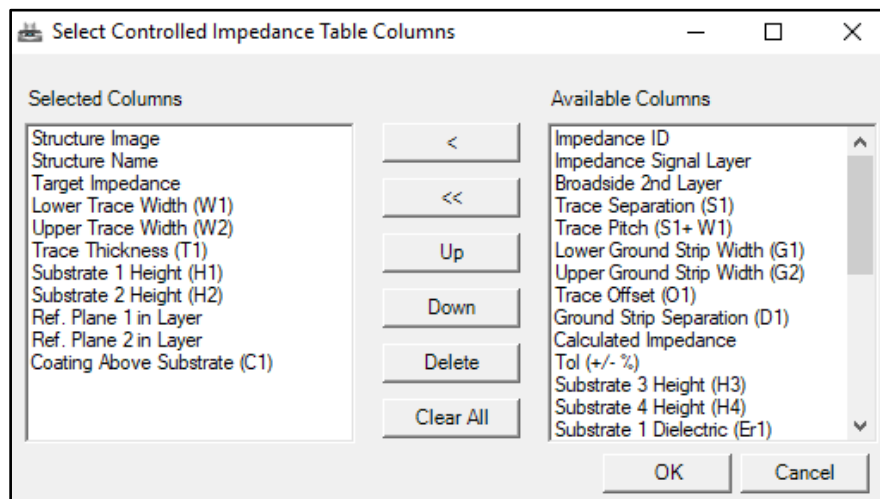 Select Controlled Impedance Table Columns
Selected Columns
Structure Image
Structure Name
Target Impedance
Lower Trace Width (W1)
Upper Trace Width (W2)
Trace Thickness (T1)
Substrate 1 Height (H1)
Substrate 2 Height (H2)
Ref. Plane 1 in Layer
Ref. Plane 2 in Layer
Coating Above Substrate (C1)
<
<<
Up
Down
Delete
Clear All
Available Columns
Impedance ID
Impedance Signal Layer
Broadside 2nd Layer
Trace Separation (S1)
Trace Pitch (S1+ W1)
Lower Ground Strip Width (G1)
Upper Ground Strip Width (G2)
Trace Offset (O1)
Ground Strip Separation (D1)
Calculated Impedance
Tol (+/- %)
Substrate 3 Height (H3)
Substrate 4 Height (H4)
Substrate 1 Dielectric (Er1)
OK
Cancel